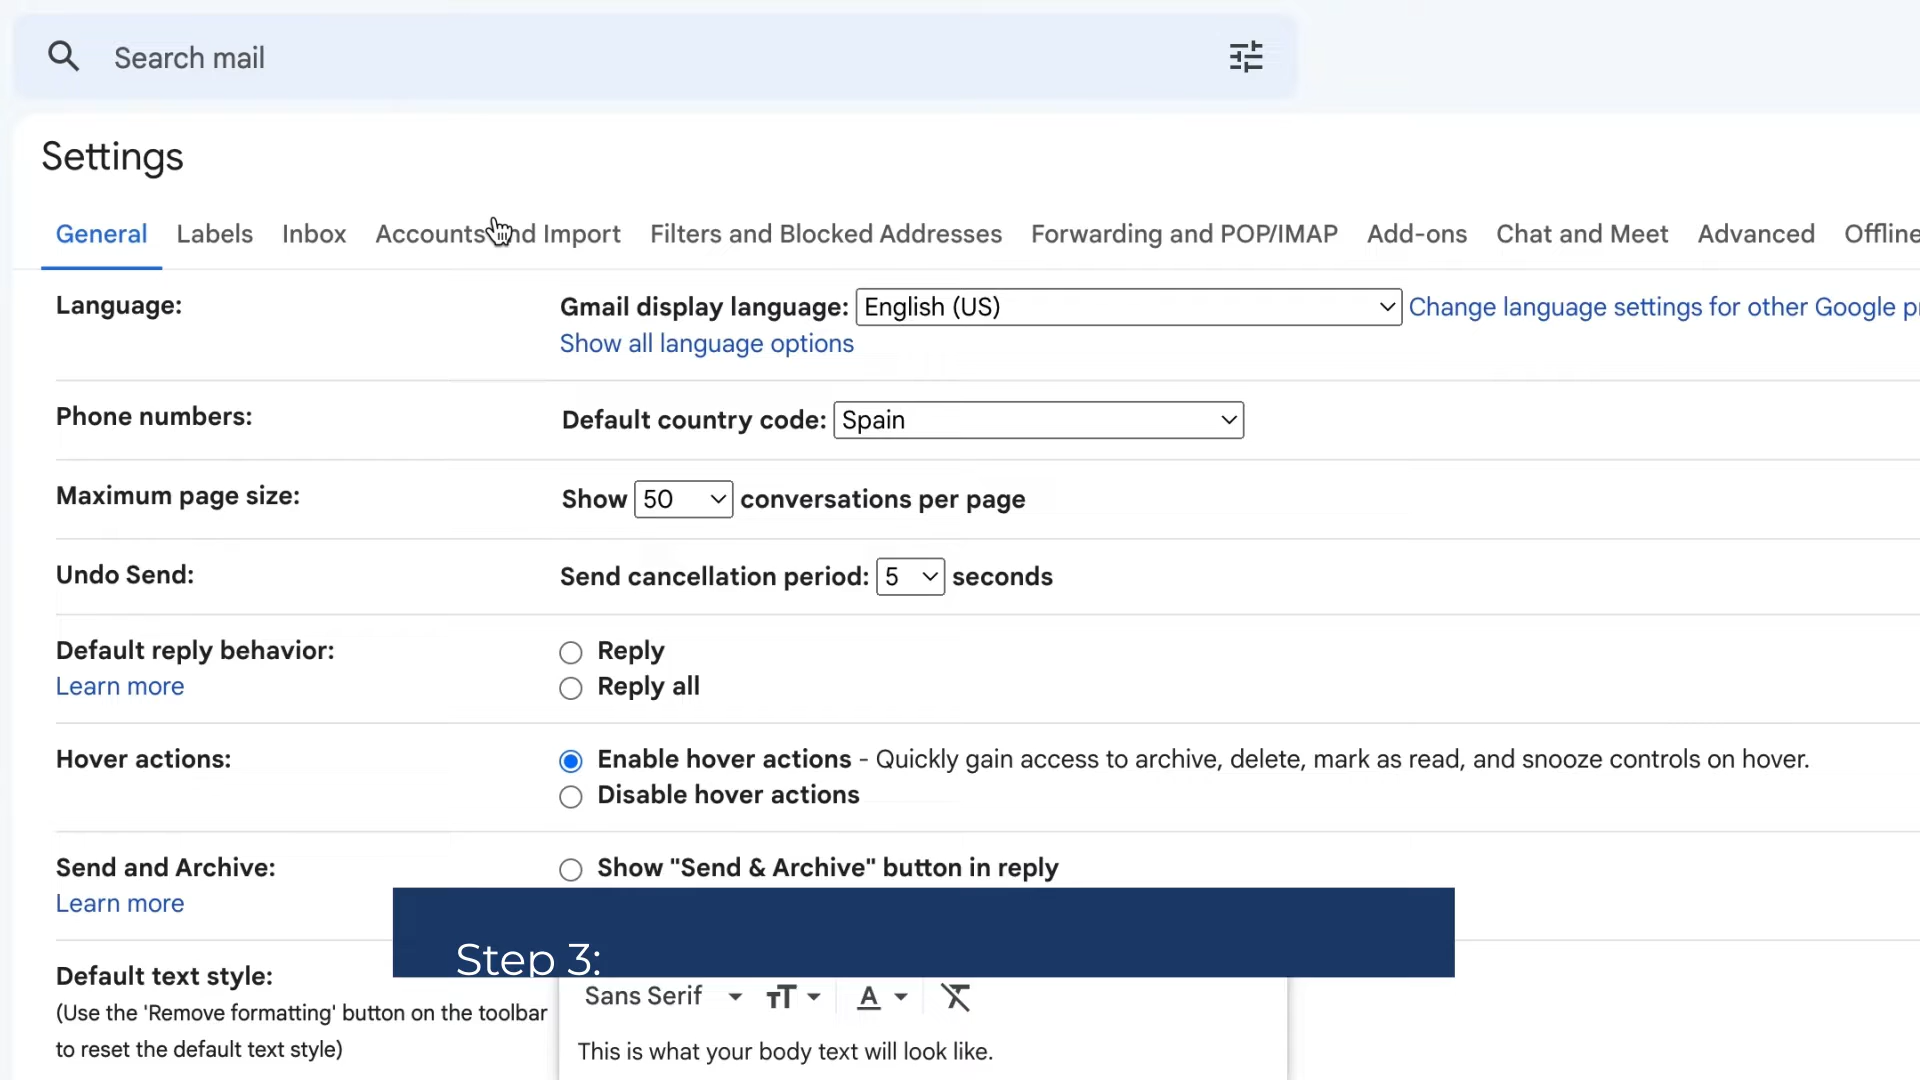 Search mail
Settings
General Labels Inbox Accounts and Import Filters and Blocked Addresses Forwarding and POP/IMAP Add-ons Chat and Meet Advanced Offline
Language: Gmail display language: English (US) Change language settings for other Google
Show all language options
Phone numbers: Default country code: Spain
Maximum page size: Show 50 conversations per page
Undo Send: Send cancellation period: 5 seconds
Default reply behavior: Reply
Learn more Reply all
Hover actions: Enable hover actions - Quickly gain access to archive, delete, mark as read, and snooze controls on hover.
Disable hover actions
Send and Archive: Show "Send & Archive" button in reply
Learn more
Step 3:
Default text style: Sans Serif
(Use the 'Remove formatting' button on the toolbar
to reset the default text style)
This is what your body text will look like.